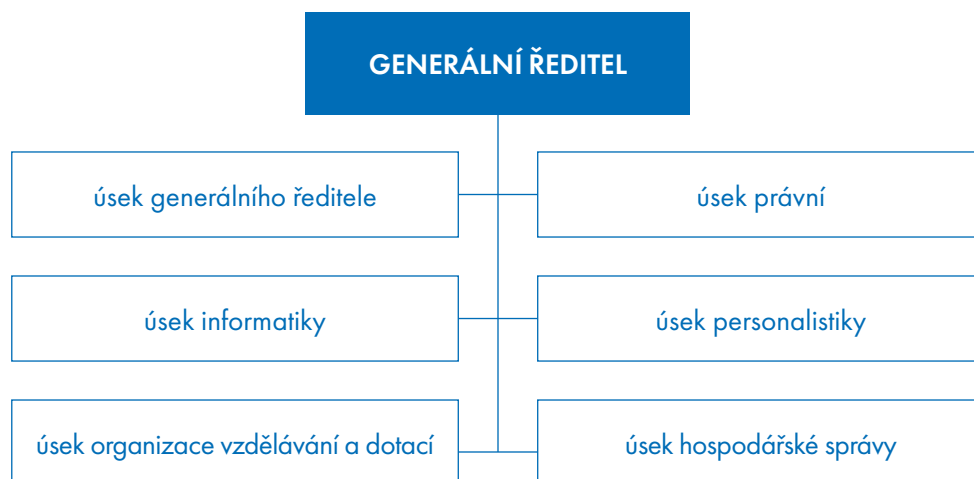 GENERÁLNÍ ŘEDITEL
úsek generálního ředitele
úsek právní
úsek informatiky
úsek personalistiky
úsek organizace vzdělávání a dotací
úsek hospodářské správy